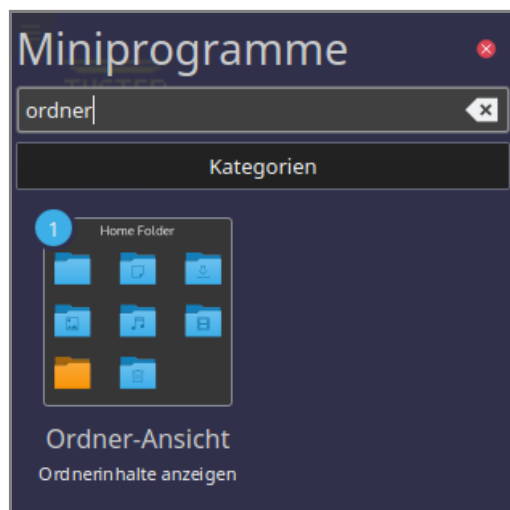 Miniprogramme
ordner
Kategorien
1
Home Folder
Ordner-Ansicht
Ordnerinhalte anzeigen